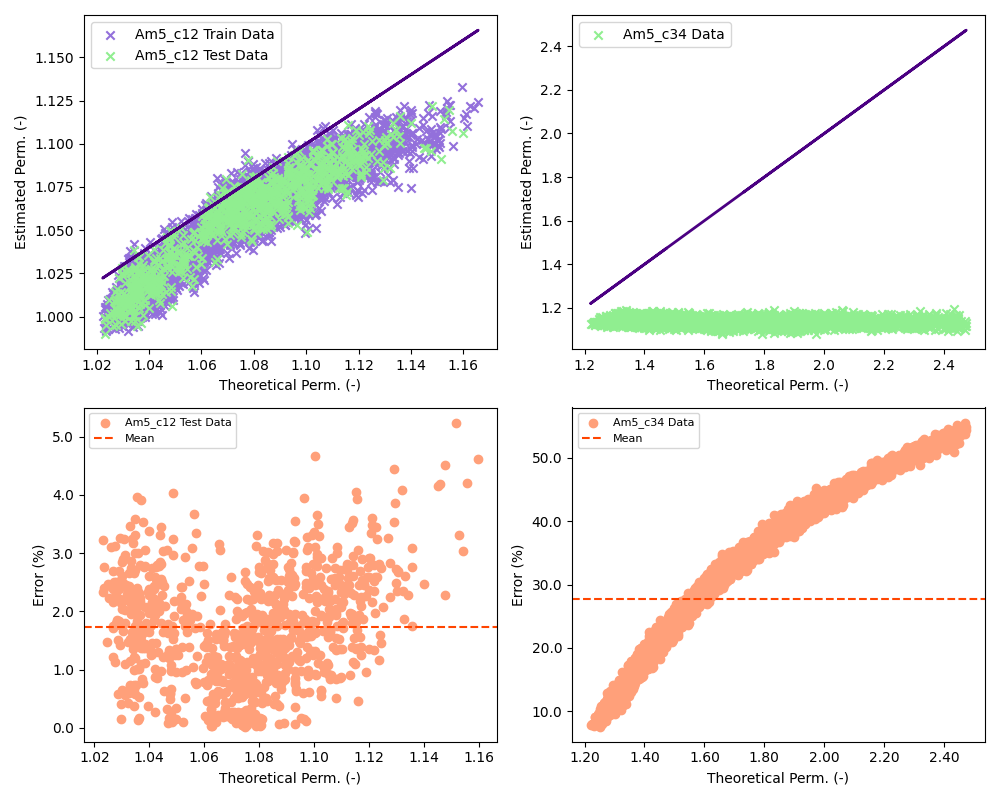 Am5_c12 Train Data
Am5_c12 Test Data
1.150
1.125
1.100
1.075
1.050
1.025
1.000
Estimated Perm. (-)
1.02 1.04 1.06 1.08 1.10 1.12 1.14 1.16
Theoretical Perm. (-)
Am5_c34 Data
2.4
2.2
2.0
1.8
1.6
1.4
1.2
Estimated Perm. (-)
1.2 1.4 1.6 1.8 2.0 2.2 2.4
Theoretical Perm. (-)
Am5_c12 Test Data
Mean
5.0
4.0
3.0
2.0
1.0
0.0
Error (%)
1.02 1.04 1.06 1.08 1.10 1.12 1.14 1.16
Theoretical Perm. (-)
Am5_c34 Data
Mean
50.0
40.0
30.0
20.0
10.0
Error (%)
1.20 1.40 1.60 1.80 2.00 2.20 2.40
Theoretical Perm. (-)